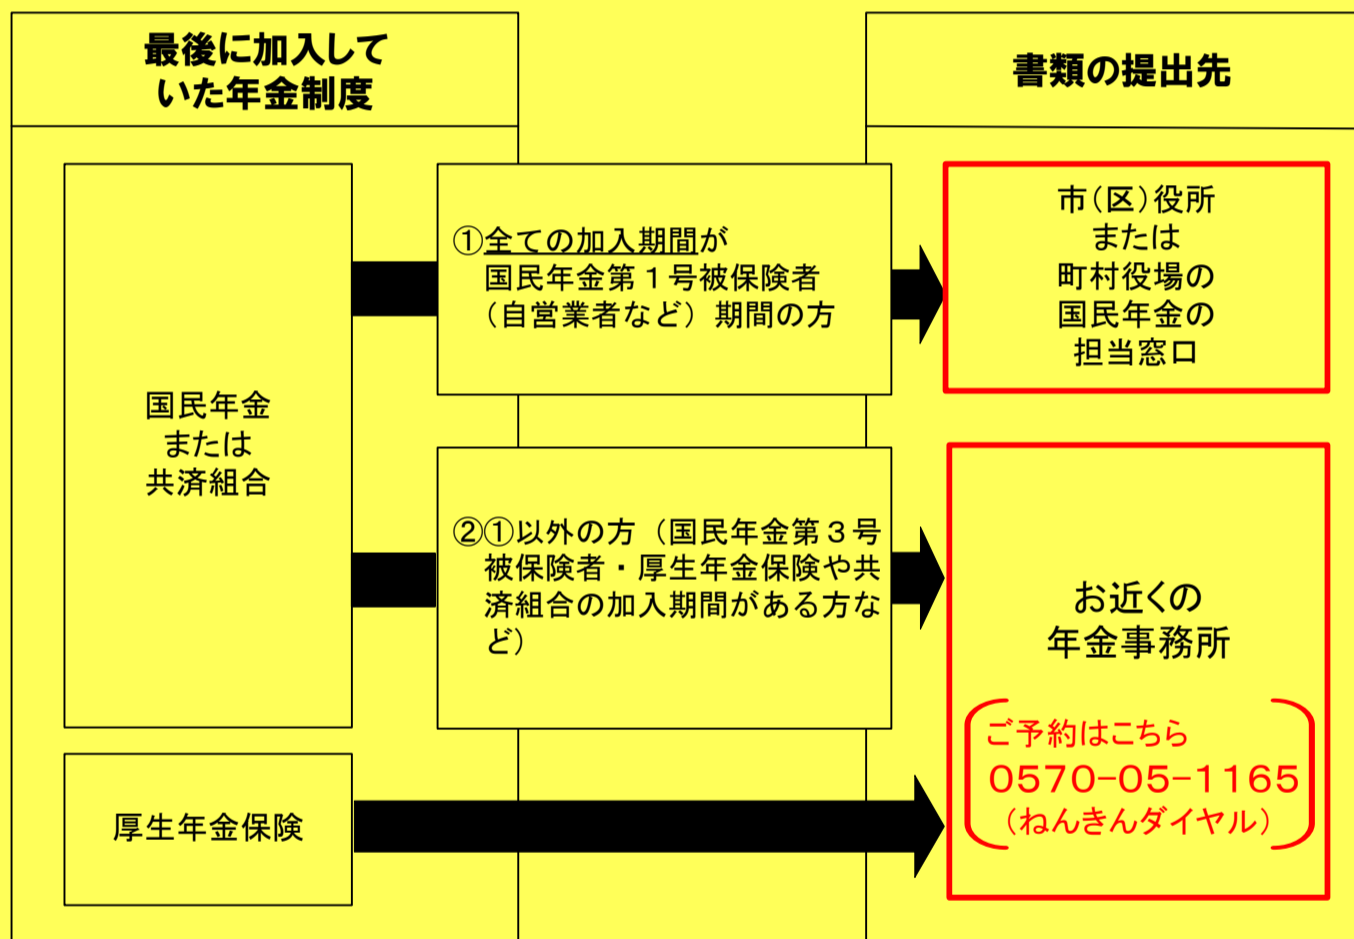 最後に加入して
いた年金制度
書類の提出先
国民年金
または
共済組合
①全ての加入期間が
国民年金第１号被保険者
（自営業者など）期間の方
市（区）役所
または
町村役場の
国民年金の
担当窓口
②①以外の方（国民年金第３号
被保険者・厚生年金保険や共
済組合の加入期間がある方な
ど）
お近くの
年金事務所
ご予約はこちら
０５７０－０５－１１６５
（ねんきんダイヤル）
厚生年金保険